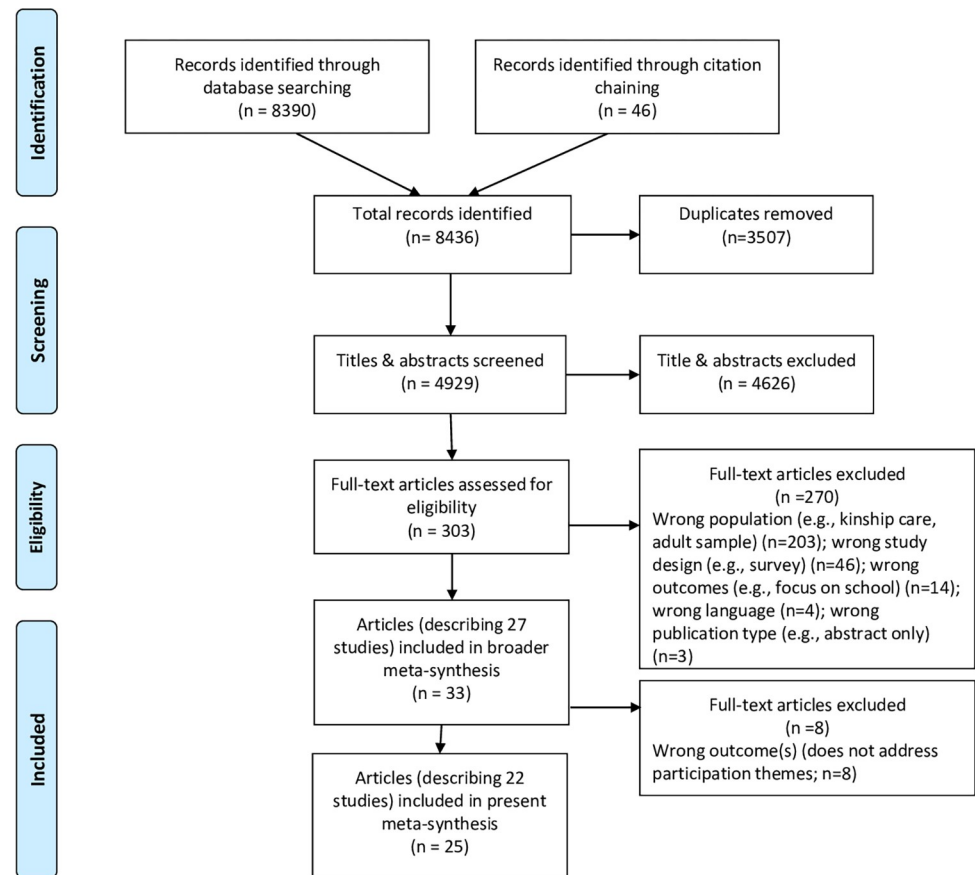 Identification
Records identified through
database searching
(n = 8390)
Records identified through citation
chaining
(n = 46)
Total records identified
(n= 8436)
Duplicates removed
(n=3507)
Screening
Titles & abstracts screened
(n = 4929)
Title & abstracts excluded
(n = 4626)
Eligibility
Full-text articles assessed for
eligibility
(n = 303)
Full-text articles excluded
(n =270)
Wrong population (e.g., kinship care,
adult sample) (n=203); wrong study
design (e.g., survey) (n=46); wrong
outcomes (e.g., focus on school) (n=14);
wrong language (n=4); wrong
publication type (e.g., abstract only)
(n=3)
Included
Articles (describing 27
studies) included in broader
meta-synthesis
(n = 33)
Full-text articles excluded
(n =8)
Wrong outcome(s) (does not address
participation themes; n=8)
Articles (describing 22
studies) included in present
meta-synthesis
(n = 25)